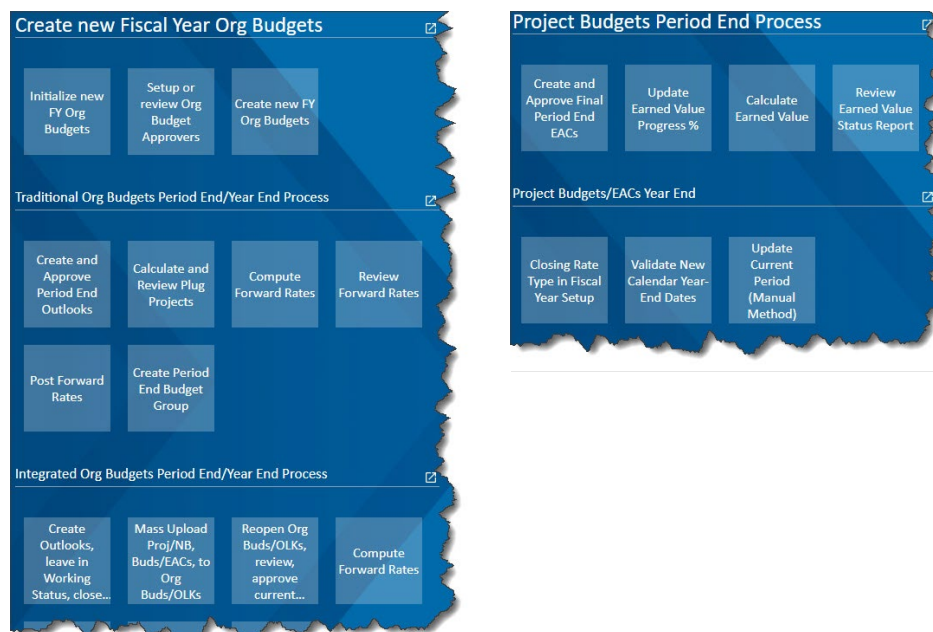 Create new Fiscal Year Org Budgets
Initialize new
FY Org
Budgets
Setup or
review Org
Budget
Approvers
Create new FY
Org Budgets
Traditional Org Budgets Period End/Year End Process
Create and
Approve
Period End
Outlooks
Calculate and
Review Plug
Projects
Compute
Forward Rates
Review
Forward Rates
Post Forward
Rates
Create Period
End Budget
Group
Integrated Org Budgets Period End/Year End Process
Create
Outlooks,
leave in
Working
Status, close...
Mass Upload
Proj/NB,
Buds/EACs, to
Org
Buds/OLKs
Reopen Org
Buds/OLKs,
review,
approve
current...
Compute
Forward Rates
Project Budgets Period End Process
Create and
Approve Final
Period End
EACs
Update
Earned Value
Progress %
Calculate
Earned Value
Review
Earned Value
Status Report
Project Budgets/EACs Year End
Closing Rate
Type in Fiscal
Year Setup
Validate New
Calendar Year-
End Dates
Update
Current
Period
(Manual
Method)